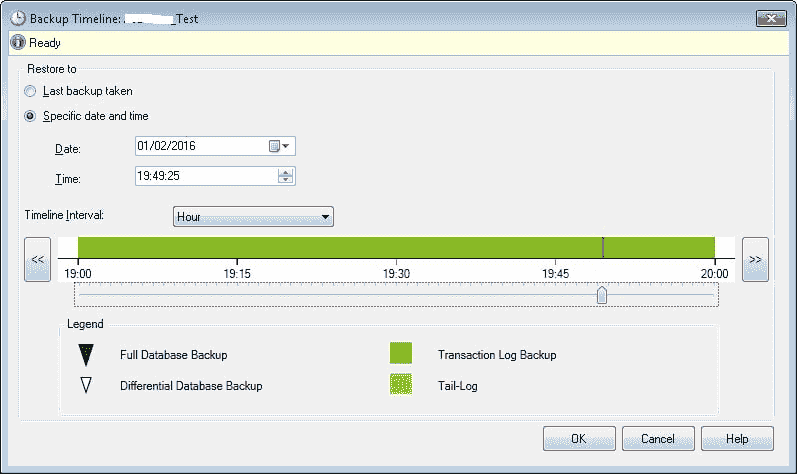 Backup Timeline: _Test
Ready
Restore to
Last backup taken
Specific date and time
Date: 01/02/2016
Time: 19:49:25
Timeline Interval: Hour
<< >>
19:00 19:15 19:30 19:45 20:00
Legend
Full Database Backup Transaction Log Backup
Differential Database Backup Tail-Log
OK Cancel Help